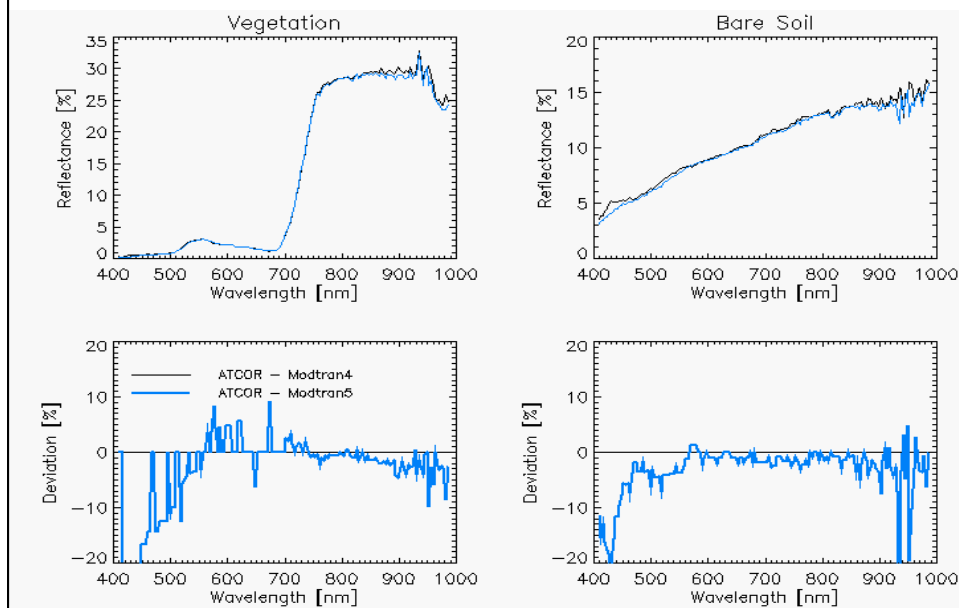 Vegetation
Reflectance [%]
35
30
25
20
15
10
5
0
400 500 600 700 800 900 1000
Wavelength [nm]
Bare Soil
Reflectance [%]
20
15
10
5
0
400 500 600 700 800 900 1000
Wavelength [nm]
Deviation [%]
20
10
0
-10
-20
ATCOR - Modtran4
ATCOR - Modtran5
400 500 600 700 800 900 1000
Wavelength [nm]
Deviation [%]
20
10
0
-10
-20
400 500 600 700 800 900 1000
Wavelength [nm]